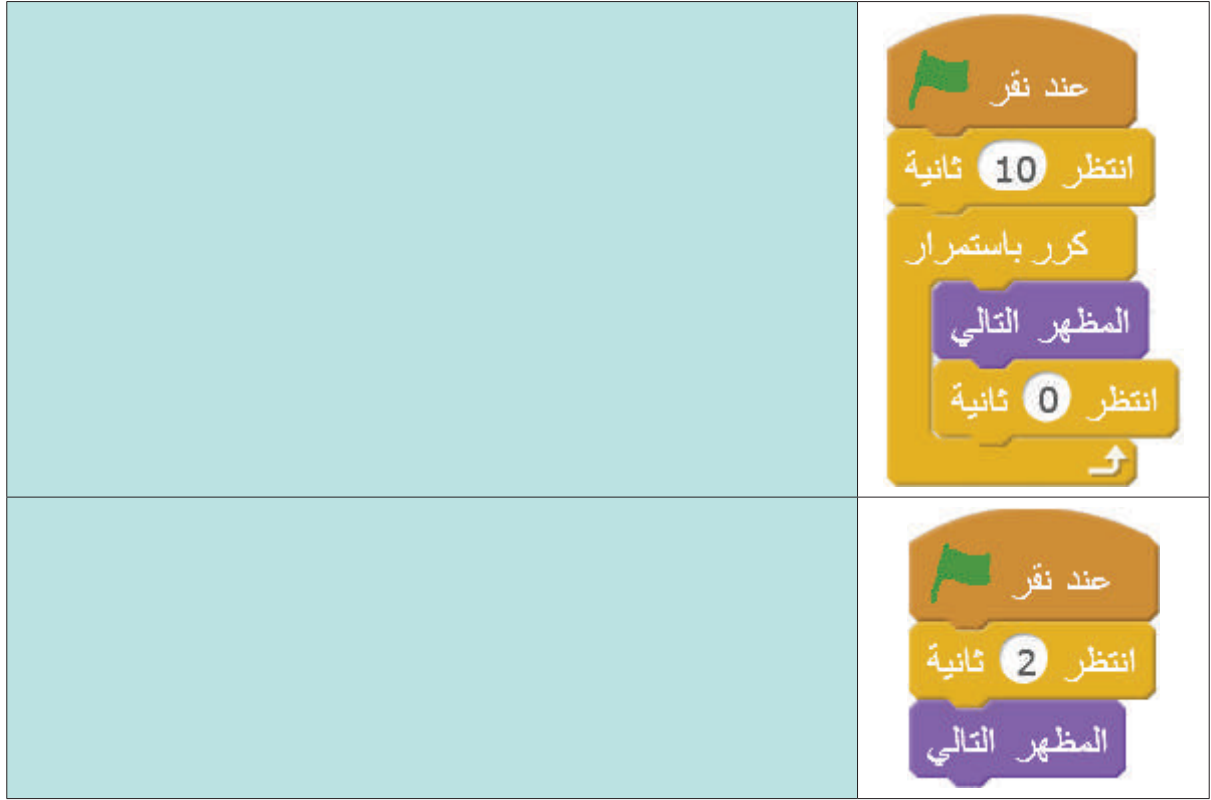 عند نقر
انتظر 10 ثانية
كرر باستمرار
المظهر التالي
انتظر 0 ثانية
عند نقر
انتظر 2 ثانية
المظهر التالي